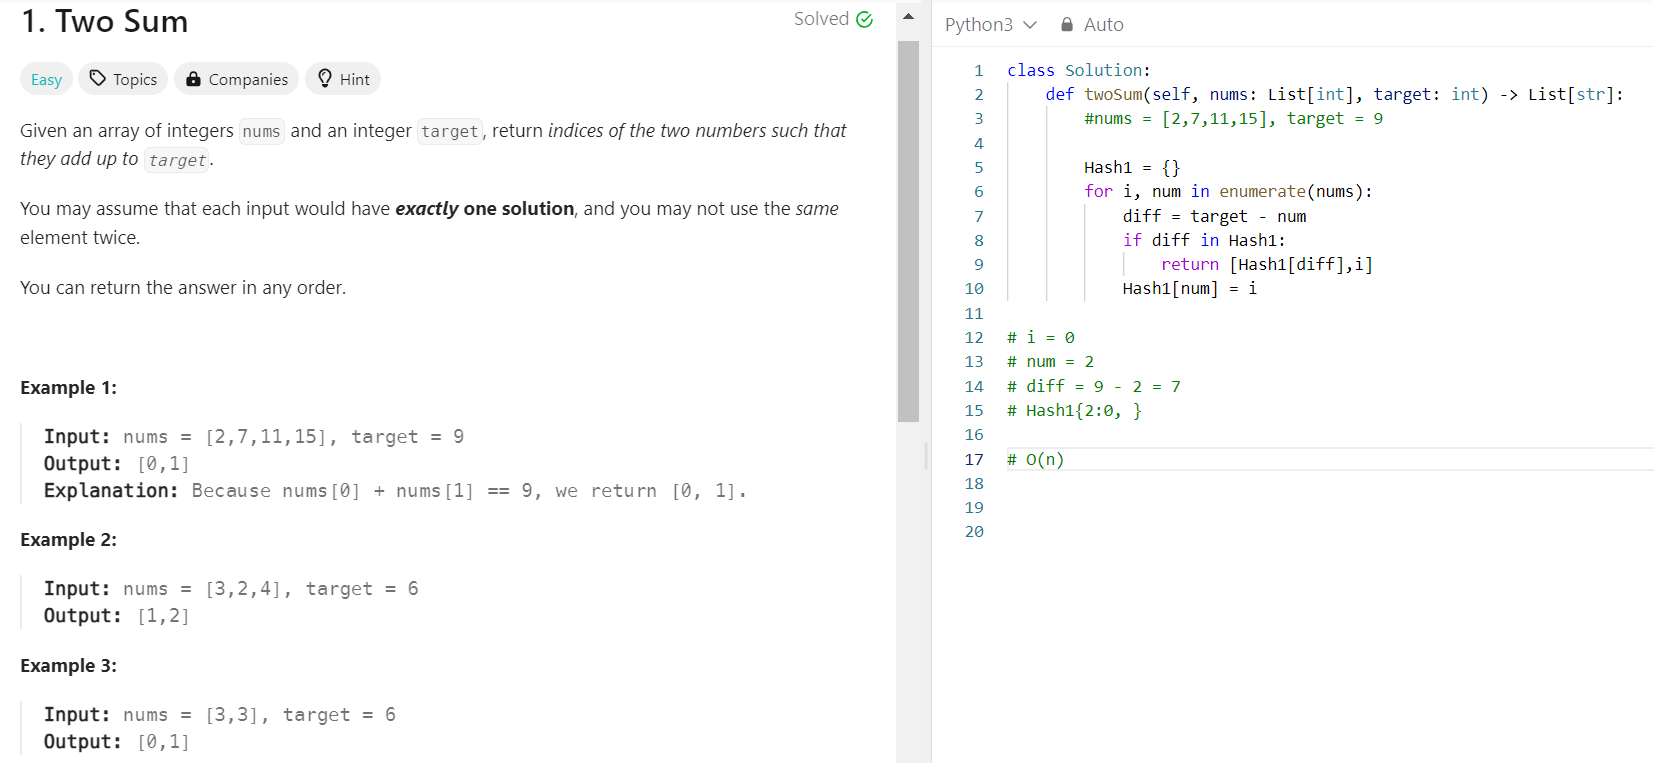 1. Two Sum
Solved
Easy
Topics
Companies
Hint
Given an array of integers nums and an integer target, return indices of the two numbers such that
they add up to target.
You may assume that each input would have exactly one solution, and you may not use the same
element twice.
You can return the answer in any order.
Example 1:
Input: nums = [2,7,11,15], target = 9
Output: [0,1]
Explanation: Because nums[0] + nums[1] == 9, we return [0, 1].
Example 2:
Input: nums = [3,2,4], target = 6
Output: [1,2]
Example 3:
Input: nums = [3,3], target = 6
Output: [0,1]
Python3
Auto
1 class Solution:
2 def twoSum(self, nums: List[int], target: int) -> List[str]:
3 #nums = [2,7,11,15], target = 9
4
5 Hash1 = {}
6 for i, num in enumerate(nums):
7 diff = target - num
8 if diff in Hash1:
9 return [Hash1[diff],i]
10 Hash1[num] = i
11
12 # i = 0
13 # num = 2
14 # diff = 9 - 2 = 7
15 # Hash1{2:0, }
16
17 # O(n)
18
19
20